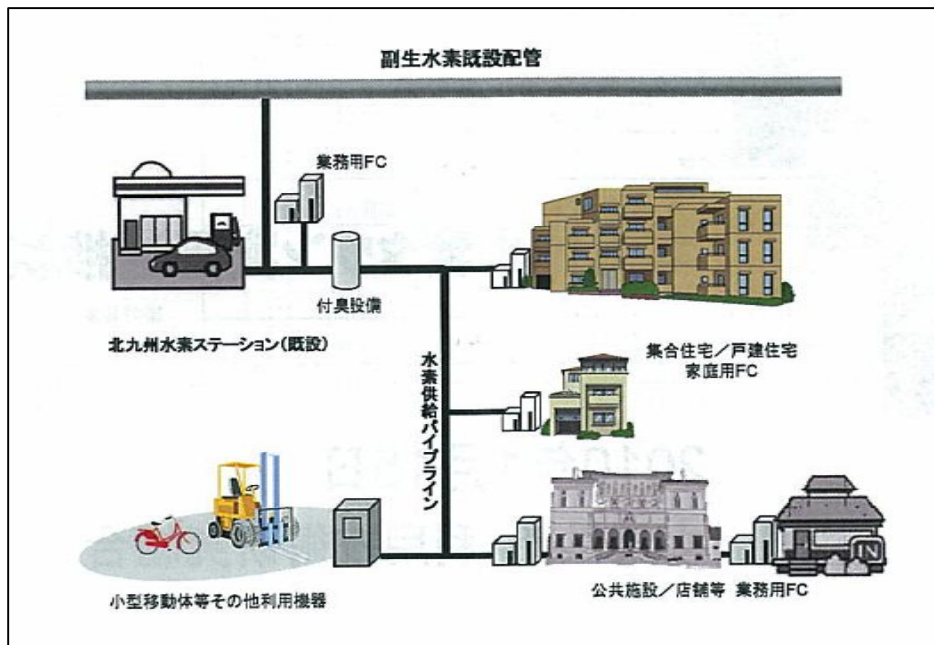 副生水素既設配管
業務用FC
付臭設備
北九州水素ステーション(既設)
集合住宅／戸建住宅
家庭用FC
水素供給パイプライン
小型移動体等その他利用機器
公共施設／店舗等 業務用FC